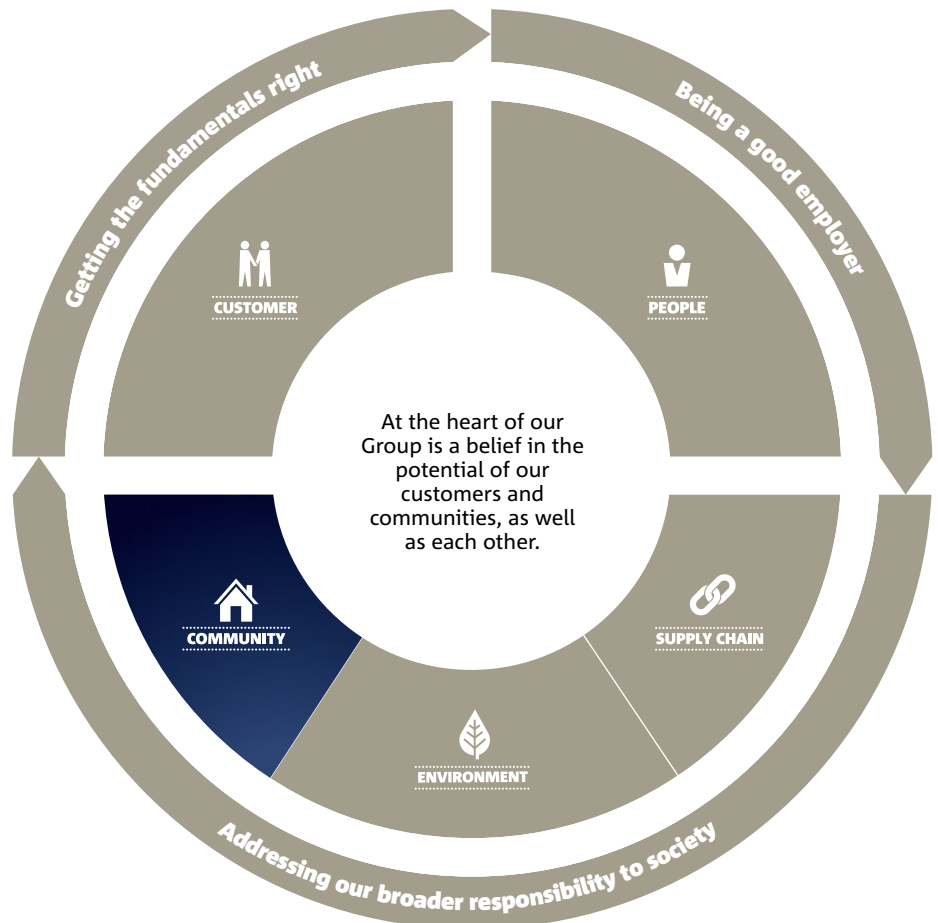 Getting the fundamentals right
Being a good employer
CUSTOMER
PEOPLE
At the heart of our
Group is a belief in the
potential of our
customers and
communities, as well
as each other.
COMMUNITY
SUPPLY CHAIN
ENVIRONMENT
Addressing our broader responsibility to society